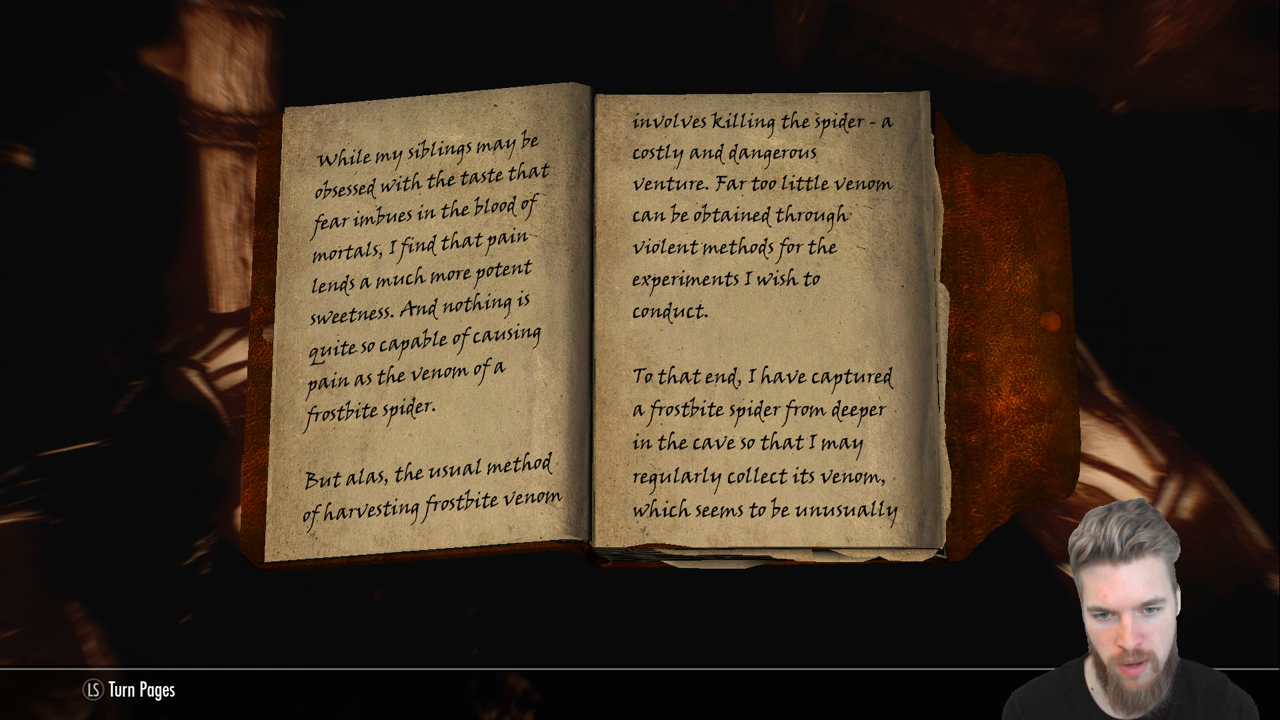 While my siblings may be
obsessed with the taste that
fear imbues in the blood of
mortals, I find that pain
lends a much more potent
sweetness. And nothing is
quite so capable of causing
pain as the venom of a
frostbite spider.
But alas, the usual method
of harvesting frostbite venom
involves killing the spider - a
costly and dangerous
venture. Far too little venom
can be obtained through
violent methods for the
experiments I wish to
conduct.
To that end, I have captured
a frostbite spider from deeper
in the cave so that I may
regularly collect its venom,
which seems to be unusually
LS Turn Pages